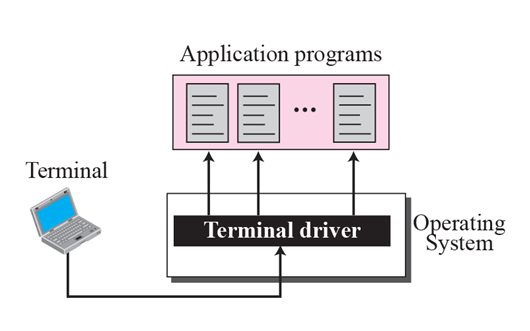 Application programs
...
Terminal
Terminal driver
Operating
System